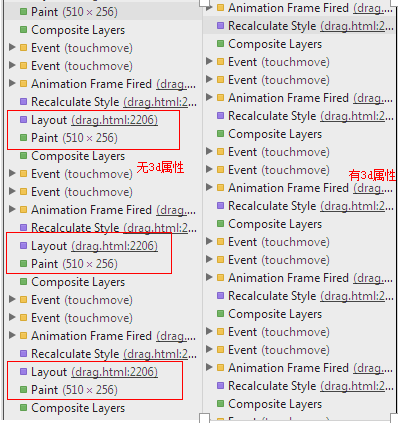 Paint (510 × 256)
Composite Layers
Event (touchmove)
Event (touchmove)
Animation Frame Fired (drag....
Recalculate Style (drag.html:2...
Layout (drag.html:2206)
Paint (510 × 256)
Composite Layers
Event (touchmove)
无3d属性
Event (touchmove)
Animation Frame Fired (drag....
Recalculate Style (drag.html:2...
Layout (drag.html:2206)
Paint (510 × 256)
Composite Layers
Event (touchmove)
Event (touchmove)
Animation Frame Fired (drag....
Recalculate Style (drag.html:2...
Layout (drag.html:2206)
Paint (510 × 256)
Composite Layers
Animation Frame Fired (drag....
Recalculate Style (drag.html:2...
Composite Layers
Event (touchmove)
Event (touchmove)
Animation Frame Fired (drag....
Recalculate Style (drag.html:2...
Composite Layers
Event (touchmove)
Event (touchmove)
有3d属性
Animation Frame Fired (drag....
Recalculate Style (drag.html:2...
Composite Layers
Event (touchmove)
Event (touchmove)
Animation Frame Fired (drag....
Recalculate Style (drag.html:2...
Composite Layers
Event (touchmove)
Event (touchmove)
Animation Frame Fired (drag....
Recalculate Style (drag.html:2...
Composite Layers